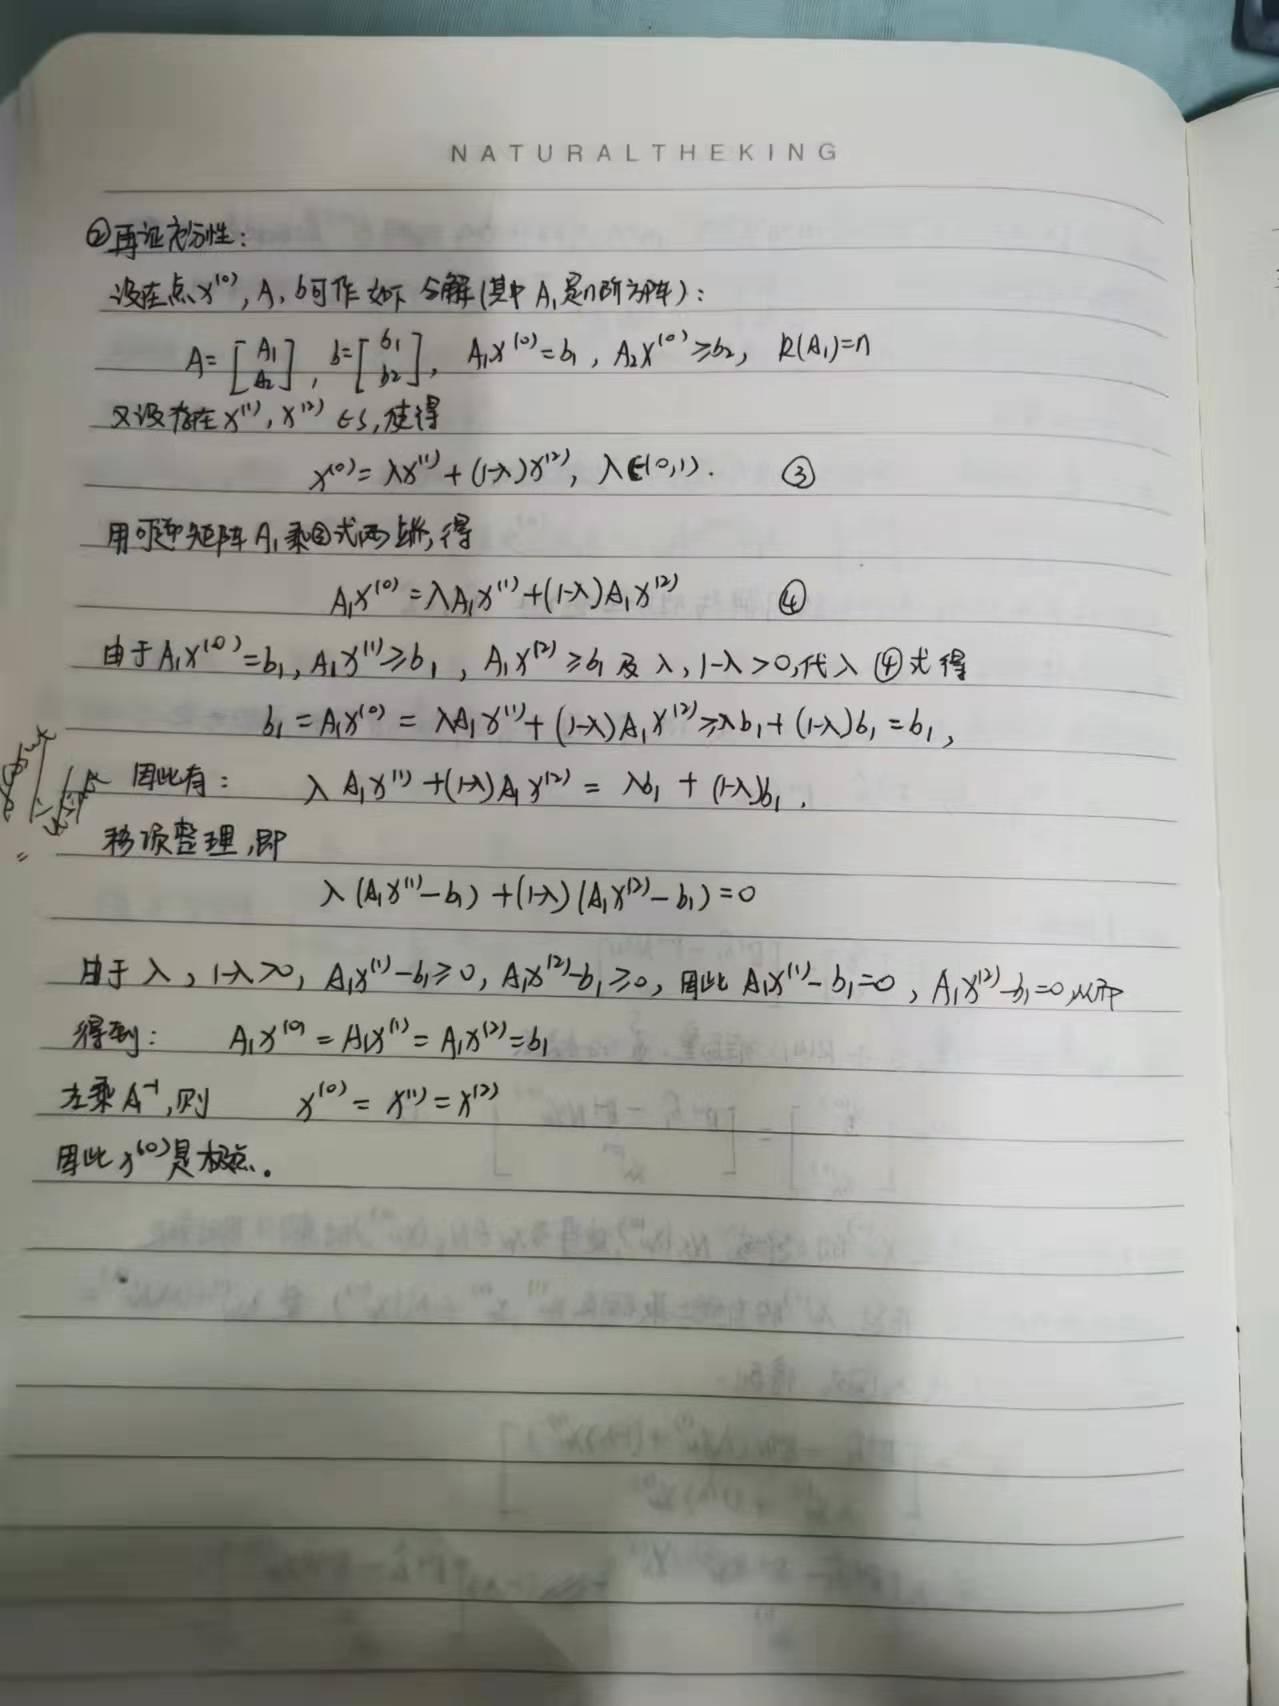 NATURALTHEKING
②再证充分性：
设在点x⁽⁰⁾, A, b可作如下分解(其中A₁是n阶方阵)：
A=[A₁ A₂], b=[b₁ b₂], A₁x⁽⁰⁾=b₁, A₂x⁽⁰⁾≥b₂, R(A₁)=n
又设存在x⁽¹⁾, x⁽²⁾∈S, 使得
x⁽⁰⁾=λx⁽¹⁾+(1-λ)x⁽²⁾, λ∈(0,1). ③
用可逆矩阵A₁乘③式两端,得
A₁x⁽⁰⁾=λA₁x⁽¹⁾+(1-λ)A₁x⁽²⁾ ④
由于A₁x⁽⁰⁾=b₁, A₁x⁽¹⁾≥b₁, A₁x⁽²⁾≥b₁及λ, 1-λ>0,代入④式得
b₁=A₁x⁽⁰⁾=λA₁x⁽¹⁾+(1-λ)A₁x⁽²⁾≥λb₁+(1-λ)b₁=b₁,
因此有： λA₁x⁽¹⁾+(1-λ)A₁x⁽²⁾=λb₁+(1-λ)b₁.
移项整理,即
λ(A₁x⁽¹⁾-b₁)+(1-λ)(A₁x⁽²⁾-b₁)=0
由于λ, 1-λ>0, A₁x⁽¹⁾-b₁≥0, A₁x⁽²⁾-b₁≥0, 因此A₁x⁽¹⁾-b₁=0, A₁x⁽²⁾-b₁=0,从而
得到： A₁x⁽⁰⁾=A₁x⁽¹⁾=A₁x⁽²⁾=b₁
左乘A₁⁻¹,则 x⁽⁰⁾=x⁽¹⁾=x⁽²⁾
因此x⁽⁰⁾是极点。